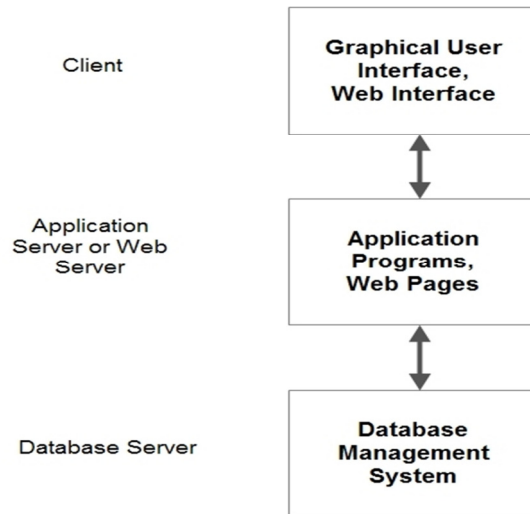 Client
Graphical User
Interface,
Web Interface
Application
Server or Web
Server
Application
Programs,
Web Pages
Database Server
Database
Management
System